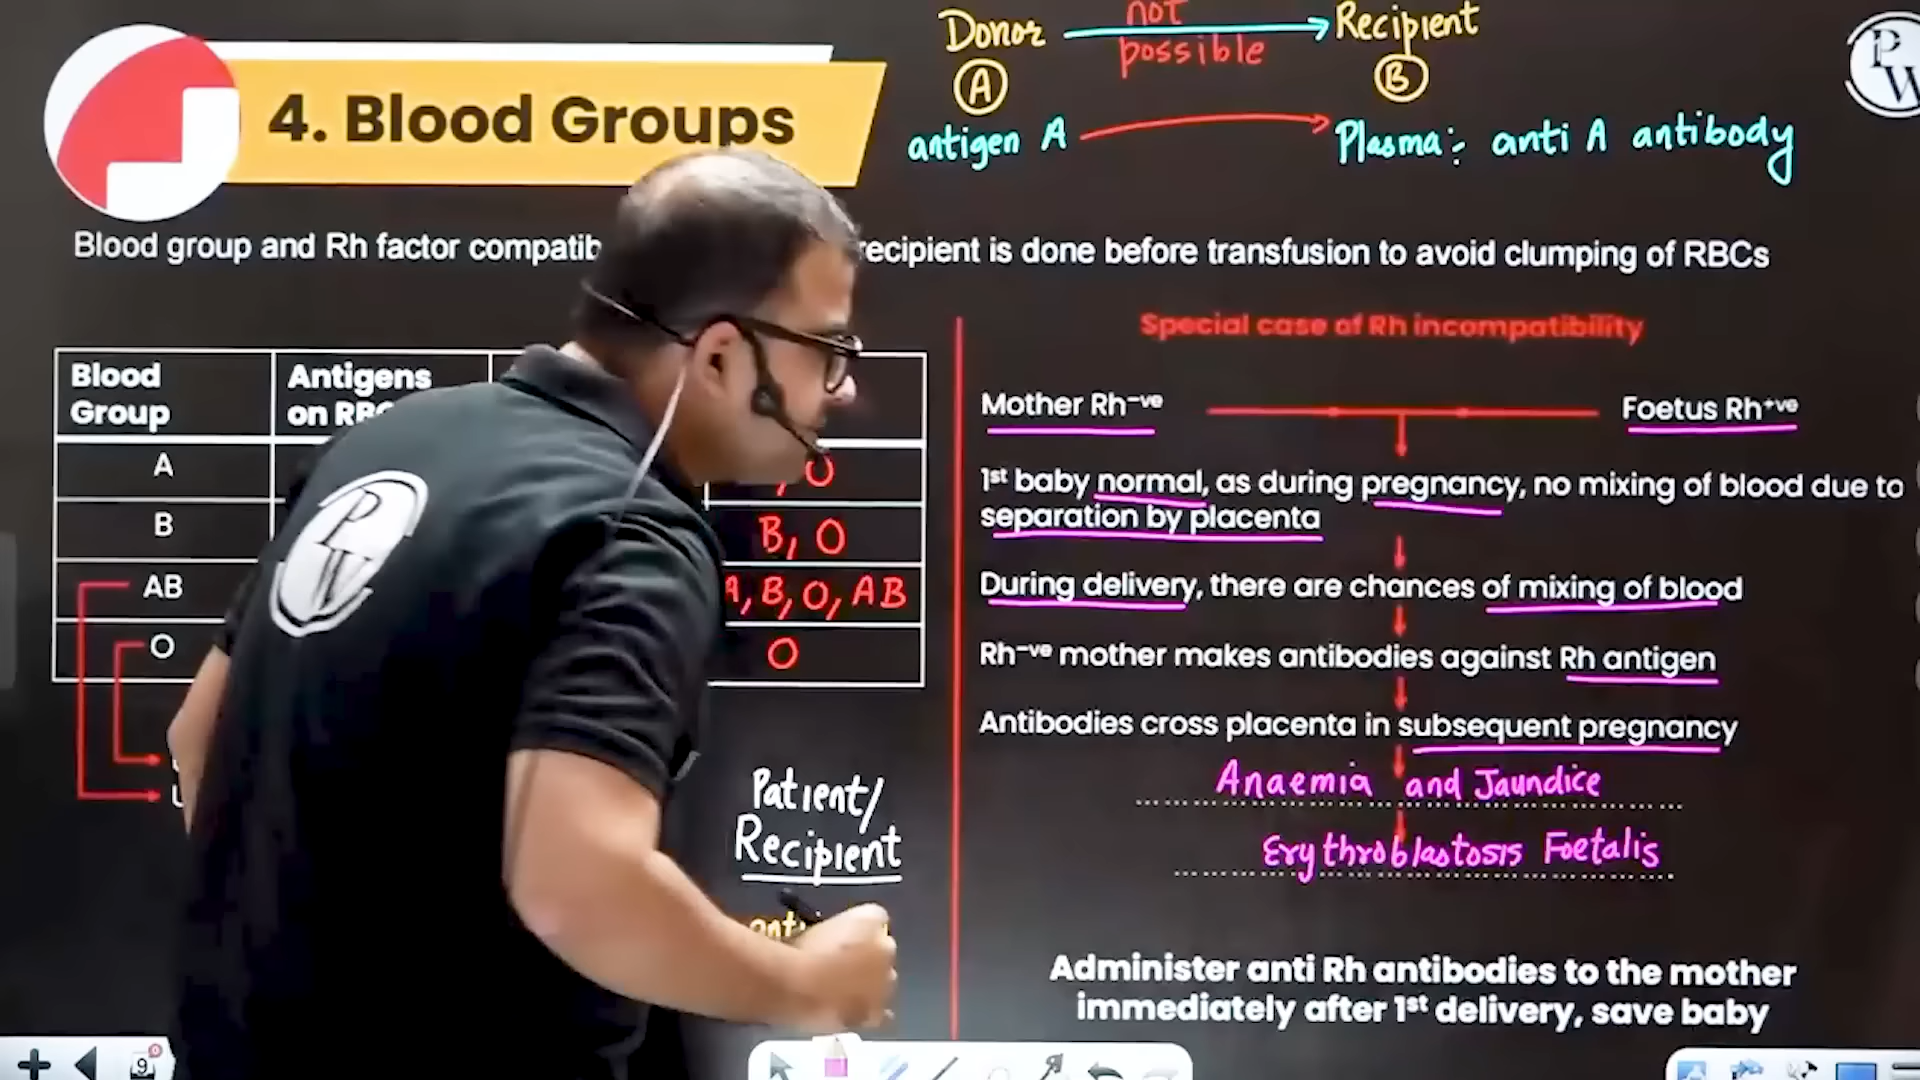 Donor not possible Recipient
A B
antigen A Plasma: anti A antibody
PW
4. Blood Groups
Blood group and Rh factor recipient is done before transfusion to avoid clumping of RBCs
Special case of Rh incompatibility
Blood Group
Antigens on
A
O
B
B, O
AB
A, B, O, AB
O
O
Patient/
Recipient
Mother Rh⁻ᵛᵉ Foetus Rh⁺ᵛᵉ
1st baby normal, as during pregnancy, no mixing of blood due to
separation by placenta
During delivery, there are chances of mixing of blood
Rh⁻ᵛᵉ mother makes antibodies against Rh antigen
Antibodies cross placenta in subsequent pregnancy
Anaemia and Jaundice
Erythroblastosis Foetalis
Administer anti Rh antibodies to the mother
immediately after 1st delivery, save baby
PW
9